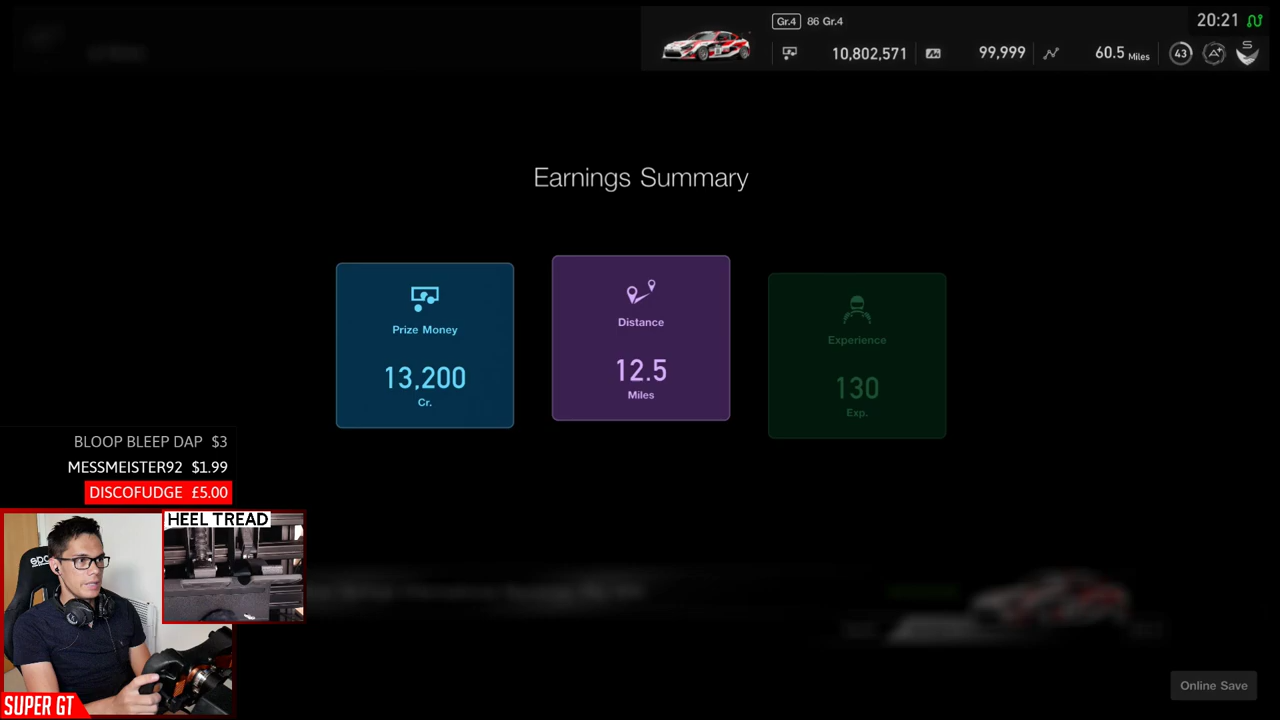 Gr.4 86 Gr.4
20:21
10,802,571
99,999
60.5 Miles
43
A+
S
Earnings Summary
Prize Money
13,200
Cr.
Distance
12.5
Miles
Experience
130
Exp.
BLOOP BLEEP DAP $3
MESSMEISTER92 $1.99
DISCOFUDGE £5.00
HEEL TREAD
SUPER GT
Online Save